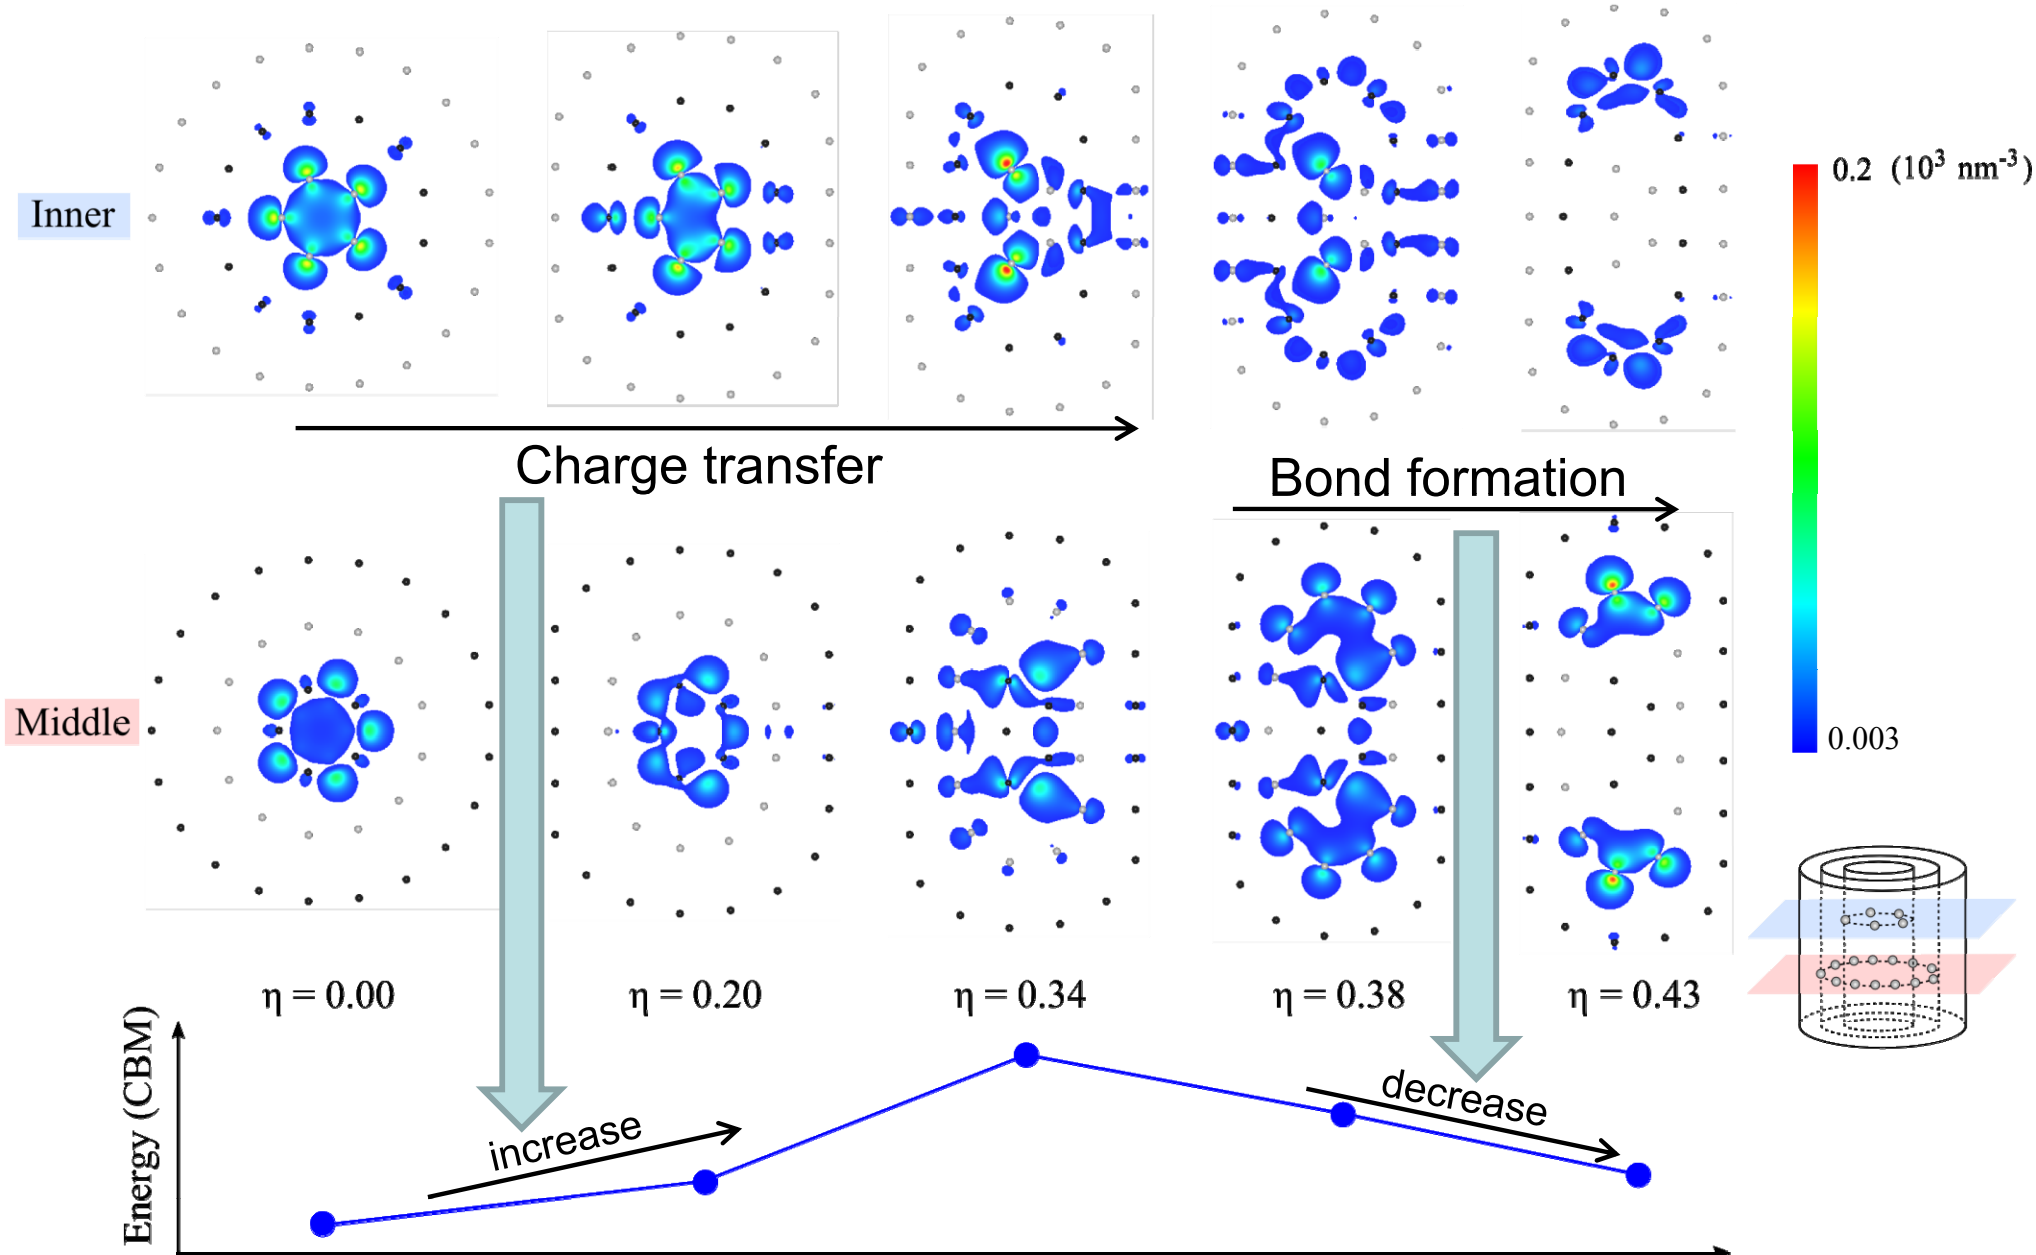 Inner
0.2 (10³ nm⁻³)
Charge transfer
Bond formation
Middle
0.003
η = 0.00
η = 0.20
η = 0.34
η = 0.38
η = 0.43
Energy (CBM)
increase
decrease